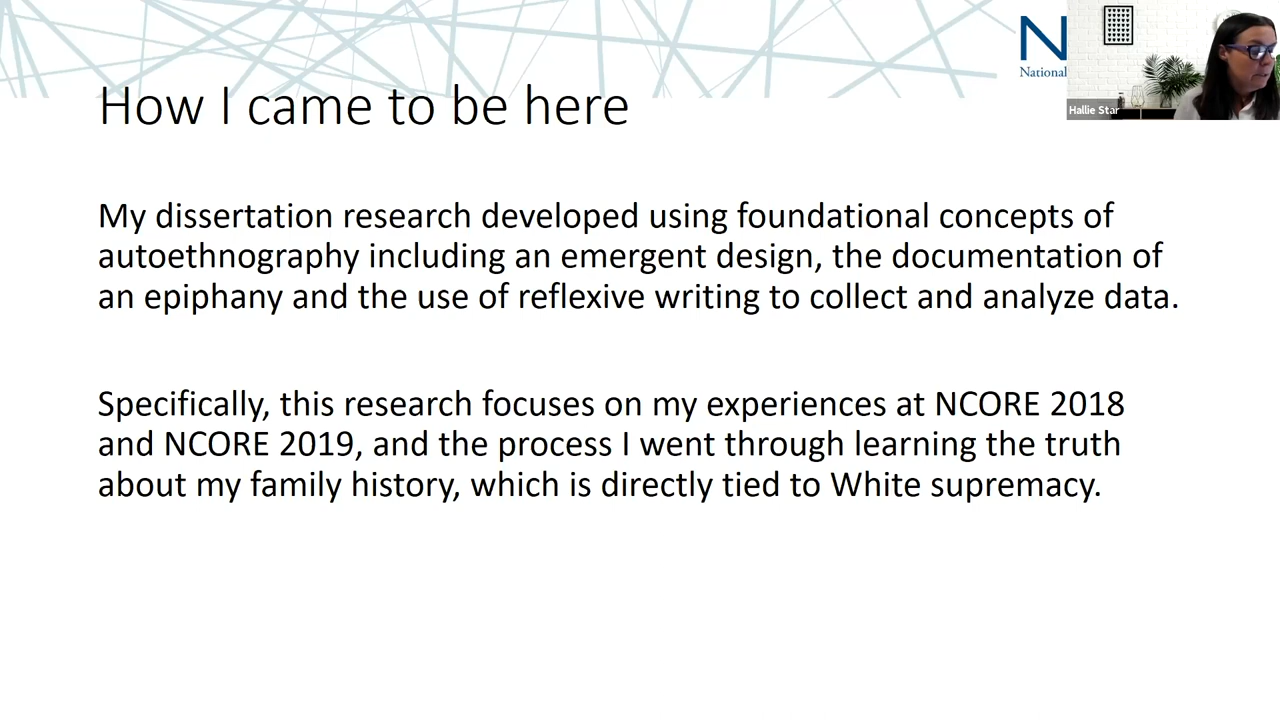 N
National
Hallie Star
How I came to be here
My dissertation research developed using foundational concepts of
autoethnography including an emergent design, the documentation of
an epiphany and the use of reflexive writing to collect and analyze data.
Specifically, this research focuses on my experiences at NCORE 2018
and NCORE 2019, and the process I went through learning the truth
about my family history, which is directly tied to White supremacy.